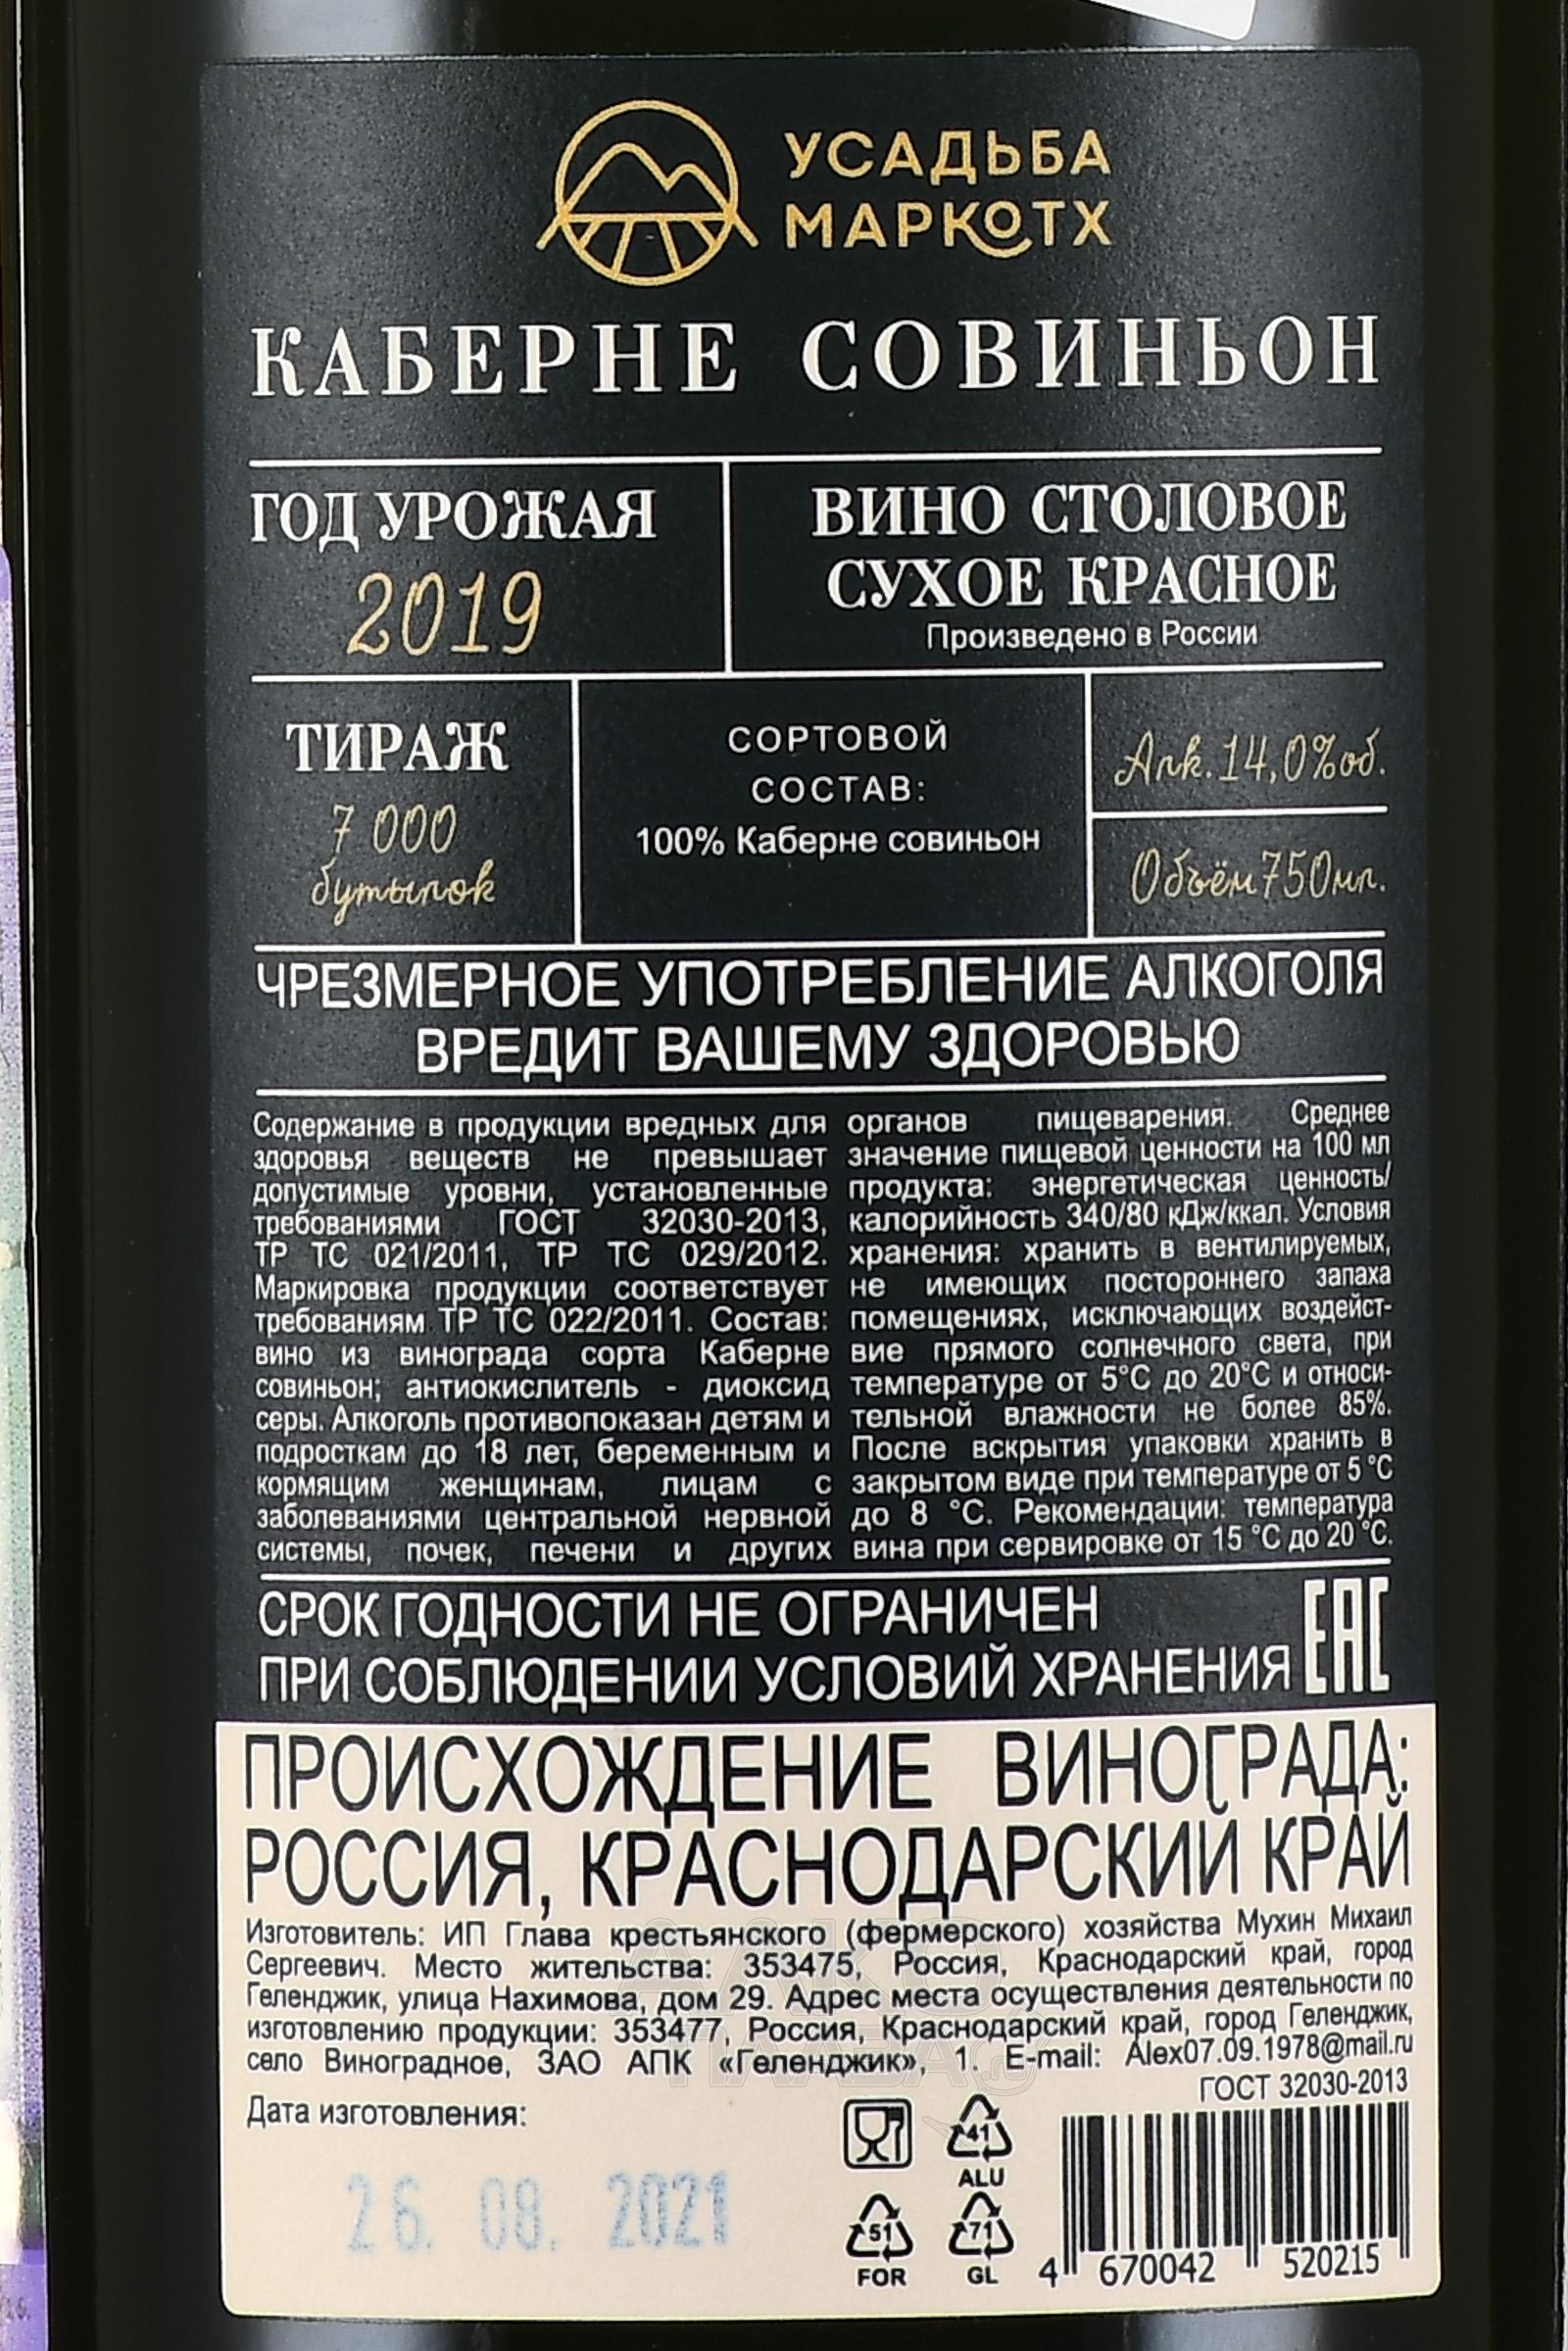 УСАДЬБА
МАРКОТХ
КАБЕРНЕ СОВИНЬОН
ГОД УРОЖАЯ
2019
ВИНО СТОЛОВОЕ
СУХОЕ КРАСНОЕ
Произведено в России
ТИРАЖ
7 000
бутылок
СОРТОВОЙ
СОСТАВ:
100% Каберне совиньон
Алк. 14,0%об.
Объём 750мл.
ЧРЕЗМЕРНОЕ УПОТРЕБЛЕНИЕ АЛКОГОЛЯ
ВРЕДИТ ВАШЕМУ ЗДОРОВЬЮ
Содержание в продукции вредных для
здоровья веществ не превышает
допустимые уровни, установленные
требованиями ГОСТ 32030-2013,
ТР ТС 021/2011, ТР ТС 029/2012.
Маркировка продукции соответствует
требованиям ТР ТС 022/2011. Состав:
вино из винограда сорта Каберне
совиньон; антиокислитель - диоксид
серы. Алкоголь противопоказан детям и
подросткам до 18 лет, беременным и
кормящим женщинам, лицам с
заболеваниями центральной нервной
системы, почек, печени и других
органов пищеварения. Среднее
значение пищевой ценности на 100 мл
продукта: энергетическая ценность/
калорийность 340/80 кДж/ккал. Условия
хранения: хранить в вентилируемых,
не имеющих постороннего запаха
помещениях, исключающих воздейст-
вие прямого солнечного света, при
температуре от 5°С до 20°С и относи-
тельной влажности не более 85%.
После вскрытия упаковки хранить в
закрытом виде при температуре от 5 °С
до 8 °С. Рекомендации: температура
вина при сервировке от 15 °С до 20 °С.
СРОК ГОДНОСТИ НЕ ОГРАНИЧЕН
ПРИ СОБЛЮДЕНИИ УСЛОВИЙ ХРАНЕНИЯ
EAC
ПРОИСХОЖДЕНИЕ ВИНОГРАДА:
РОССИЯ, КРАСНОДАРСКИЙ КРАЙ
Изготовитель: ИП Глава крестьянского (фермерского) хозяйства Мухин Михаил
Сергеевич. Место жительства: 353475, Россия, Краснодарский край, город
Геленджик, улица Нахимова, дом 29. Адрес места осуществления деятельности по
изготовлению продукции: 353477, Россия, Краснодарский край, город Геленджик,
село Виноградное, ЗАО АПК «Геленджик», 1. E-mail: Alex07.09.1978@mail.ru
ГОСТ 32030-2013
Дата изготовления:
26. 08. 2021
41
ALU
51
FOR
71
GL
4 670042 520215